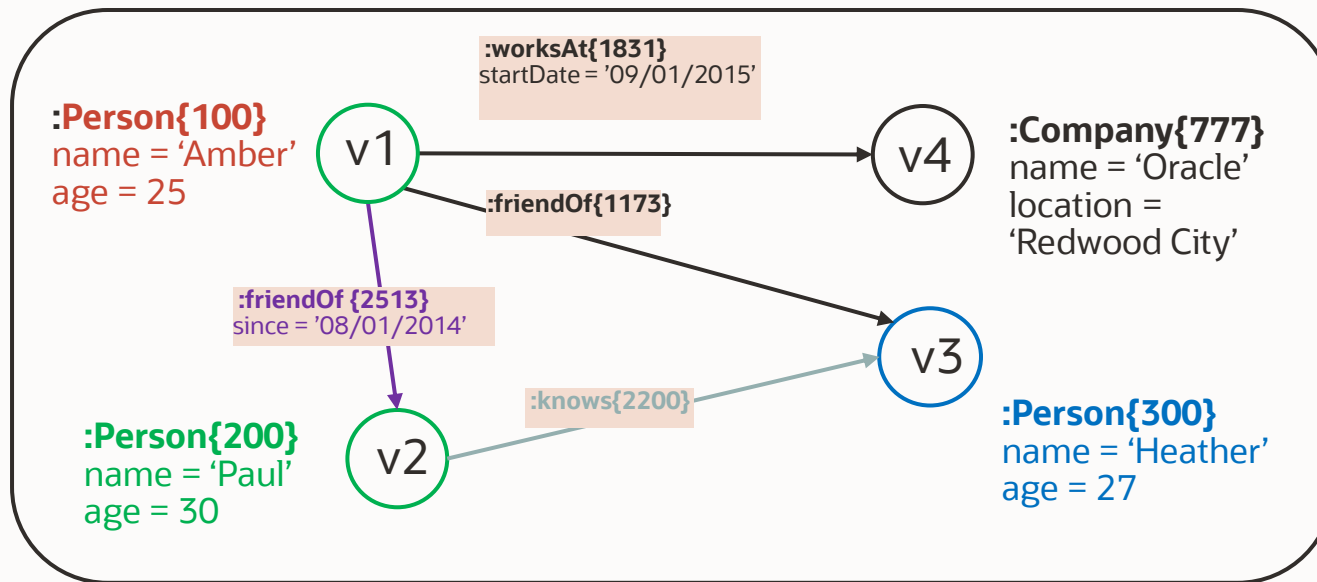 :worksAt{1831}
startDate = ’09/01/2015’
:Person{100}
name = ‘Amber’
age = 25
v1
v4
:Company{777}
name = ‘Oracle’
location =
‘Redwood City’
:friendOf{1173}
:friendOf {2513}
since = ’08/01/2014’
v3
:knows{2200}
:Person{200}
name = ‘Paul’
age = 30
v2
:Person{300}
name = ‘Heather’
age = 27